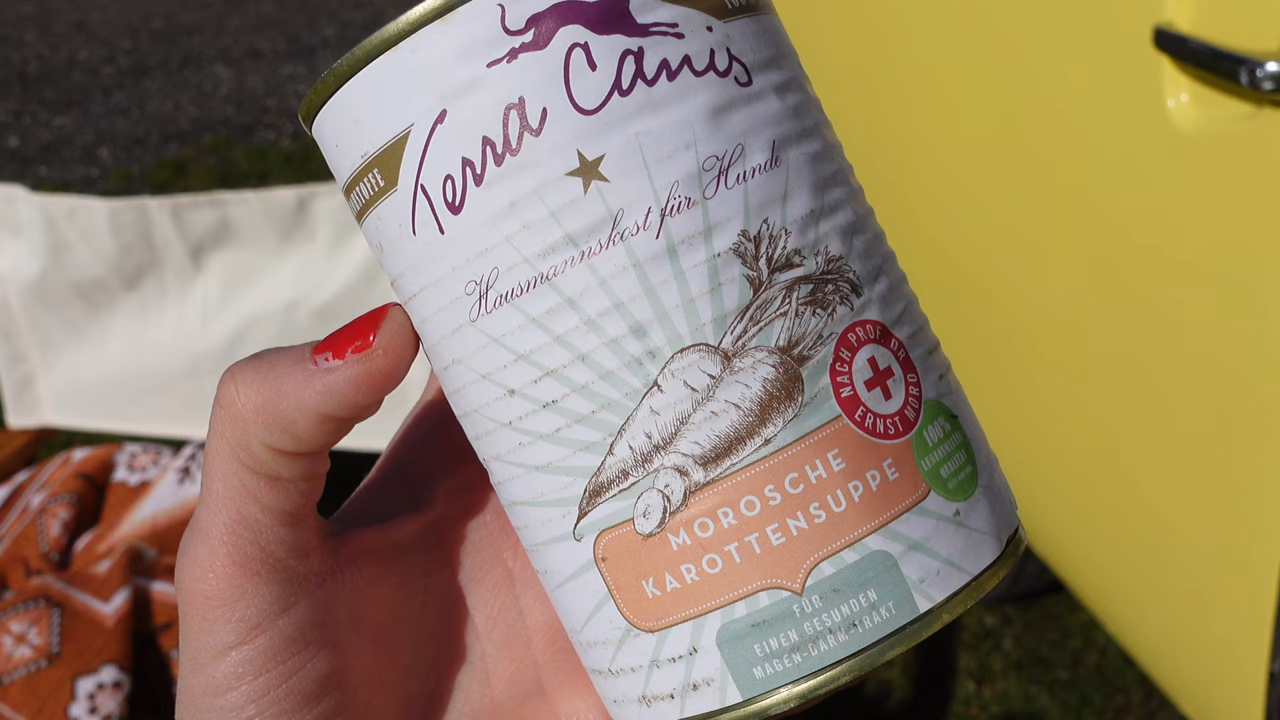 Terra Canis
Hausmannskost für Hunde
NACH PROF. DR
ERNST MORO
100%
MOROSCHE
KAROTTENSUPPE
FÜR
EINEN GESUNDEN
MAGEN-DARM-TRAKT